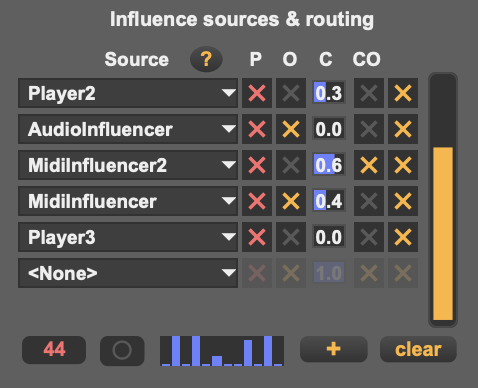 Influence sources & routing
Source ? P O C CO
Player2 0.3
AudioInfluencer 0.0
MidiInfluencer2 0.6
MidiInfluencer 0.4
Player3 0.0
<None> 1.0
44 + clear